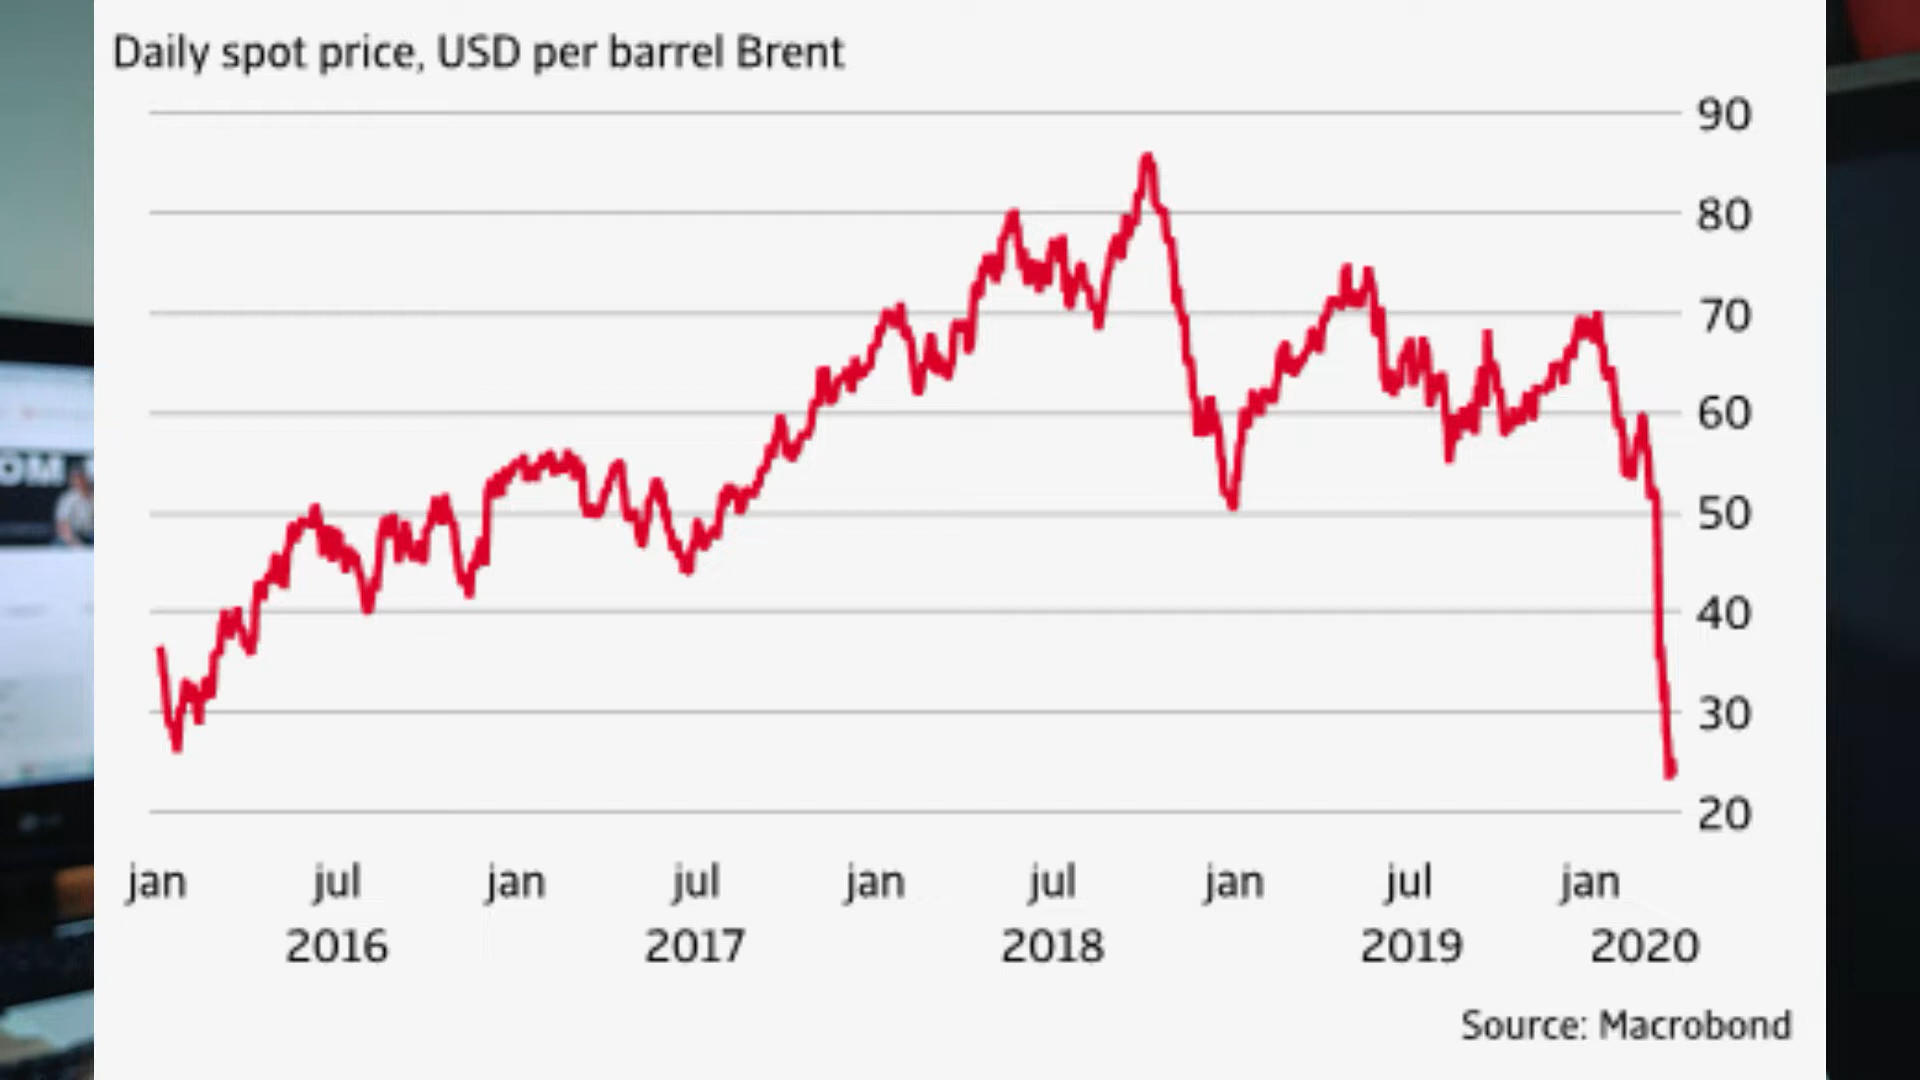 Daily spot price, USD per barrel Brent
90
80
70
60
50
40
30
20
jan jul jan jul jan jul jan jul jan
2016 2017 2018 2019 2020
Source: Macrobond
OM